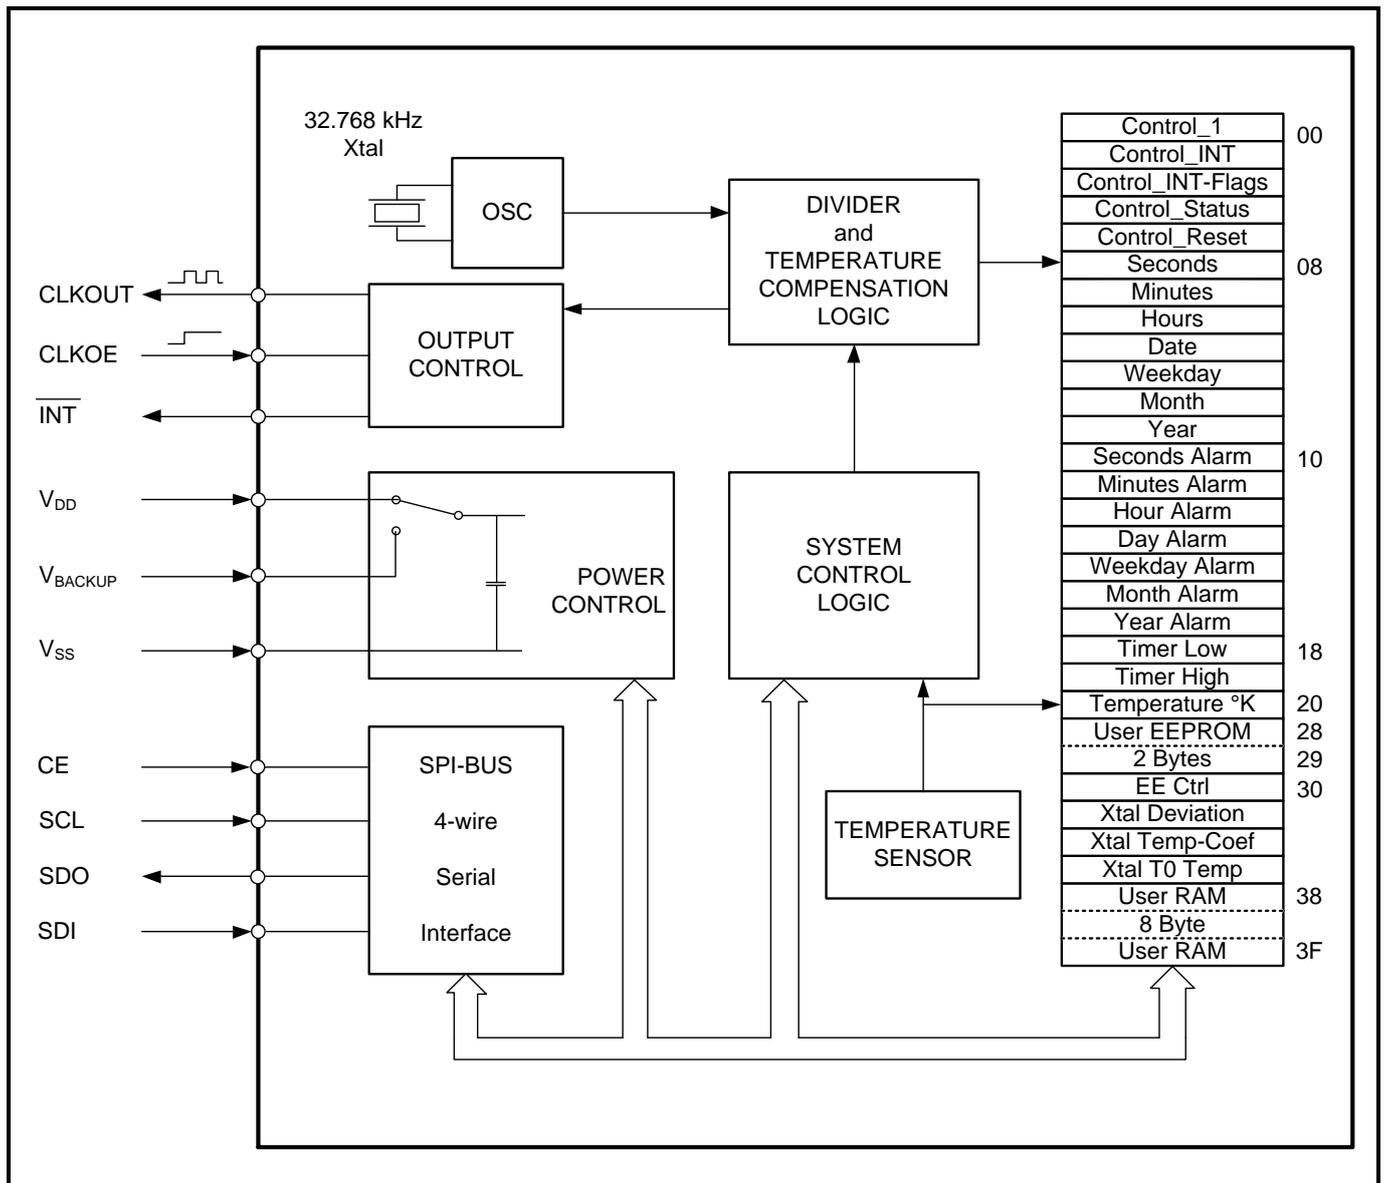 32.768 kHz
Xtal
OSC
DIVIDER
and
TEMPERATURE
COMPENSATION
LOGIC
CLKOUT
CLKOE
INT
OUTPUT
CONTROL
VDD
VBACKUP
VSS
POWER
CONTROL
SYSTEM
CONTROL
LOGIC
CE
SCL
SDO
SDI
SPI-BUS
4-wire
Serial
Interface
TEMPERATURE
SENSOR
Control_1 00
Control_INT
Control_INT-Flags
Control_Status
Control_Reset
Seconds 08
Minutes
Hours
Date
Weekday
Month
Year
Seconds Alarm 10
Minutes Alarm
Hour Alarm
Day Alarm
Weekday Alarm
Month Alarm
Year Alarm
Timer Low 18
Timer High
Temperature °K 20
User EEPROM 28
2 Bytes 29
EE Ctrl 30
Xtal Deviation
Xtal Temp-Coef
Xtal T0 Temp
User RAM 38
8 Byte
User RAM 3F